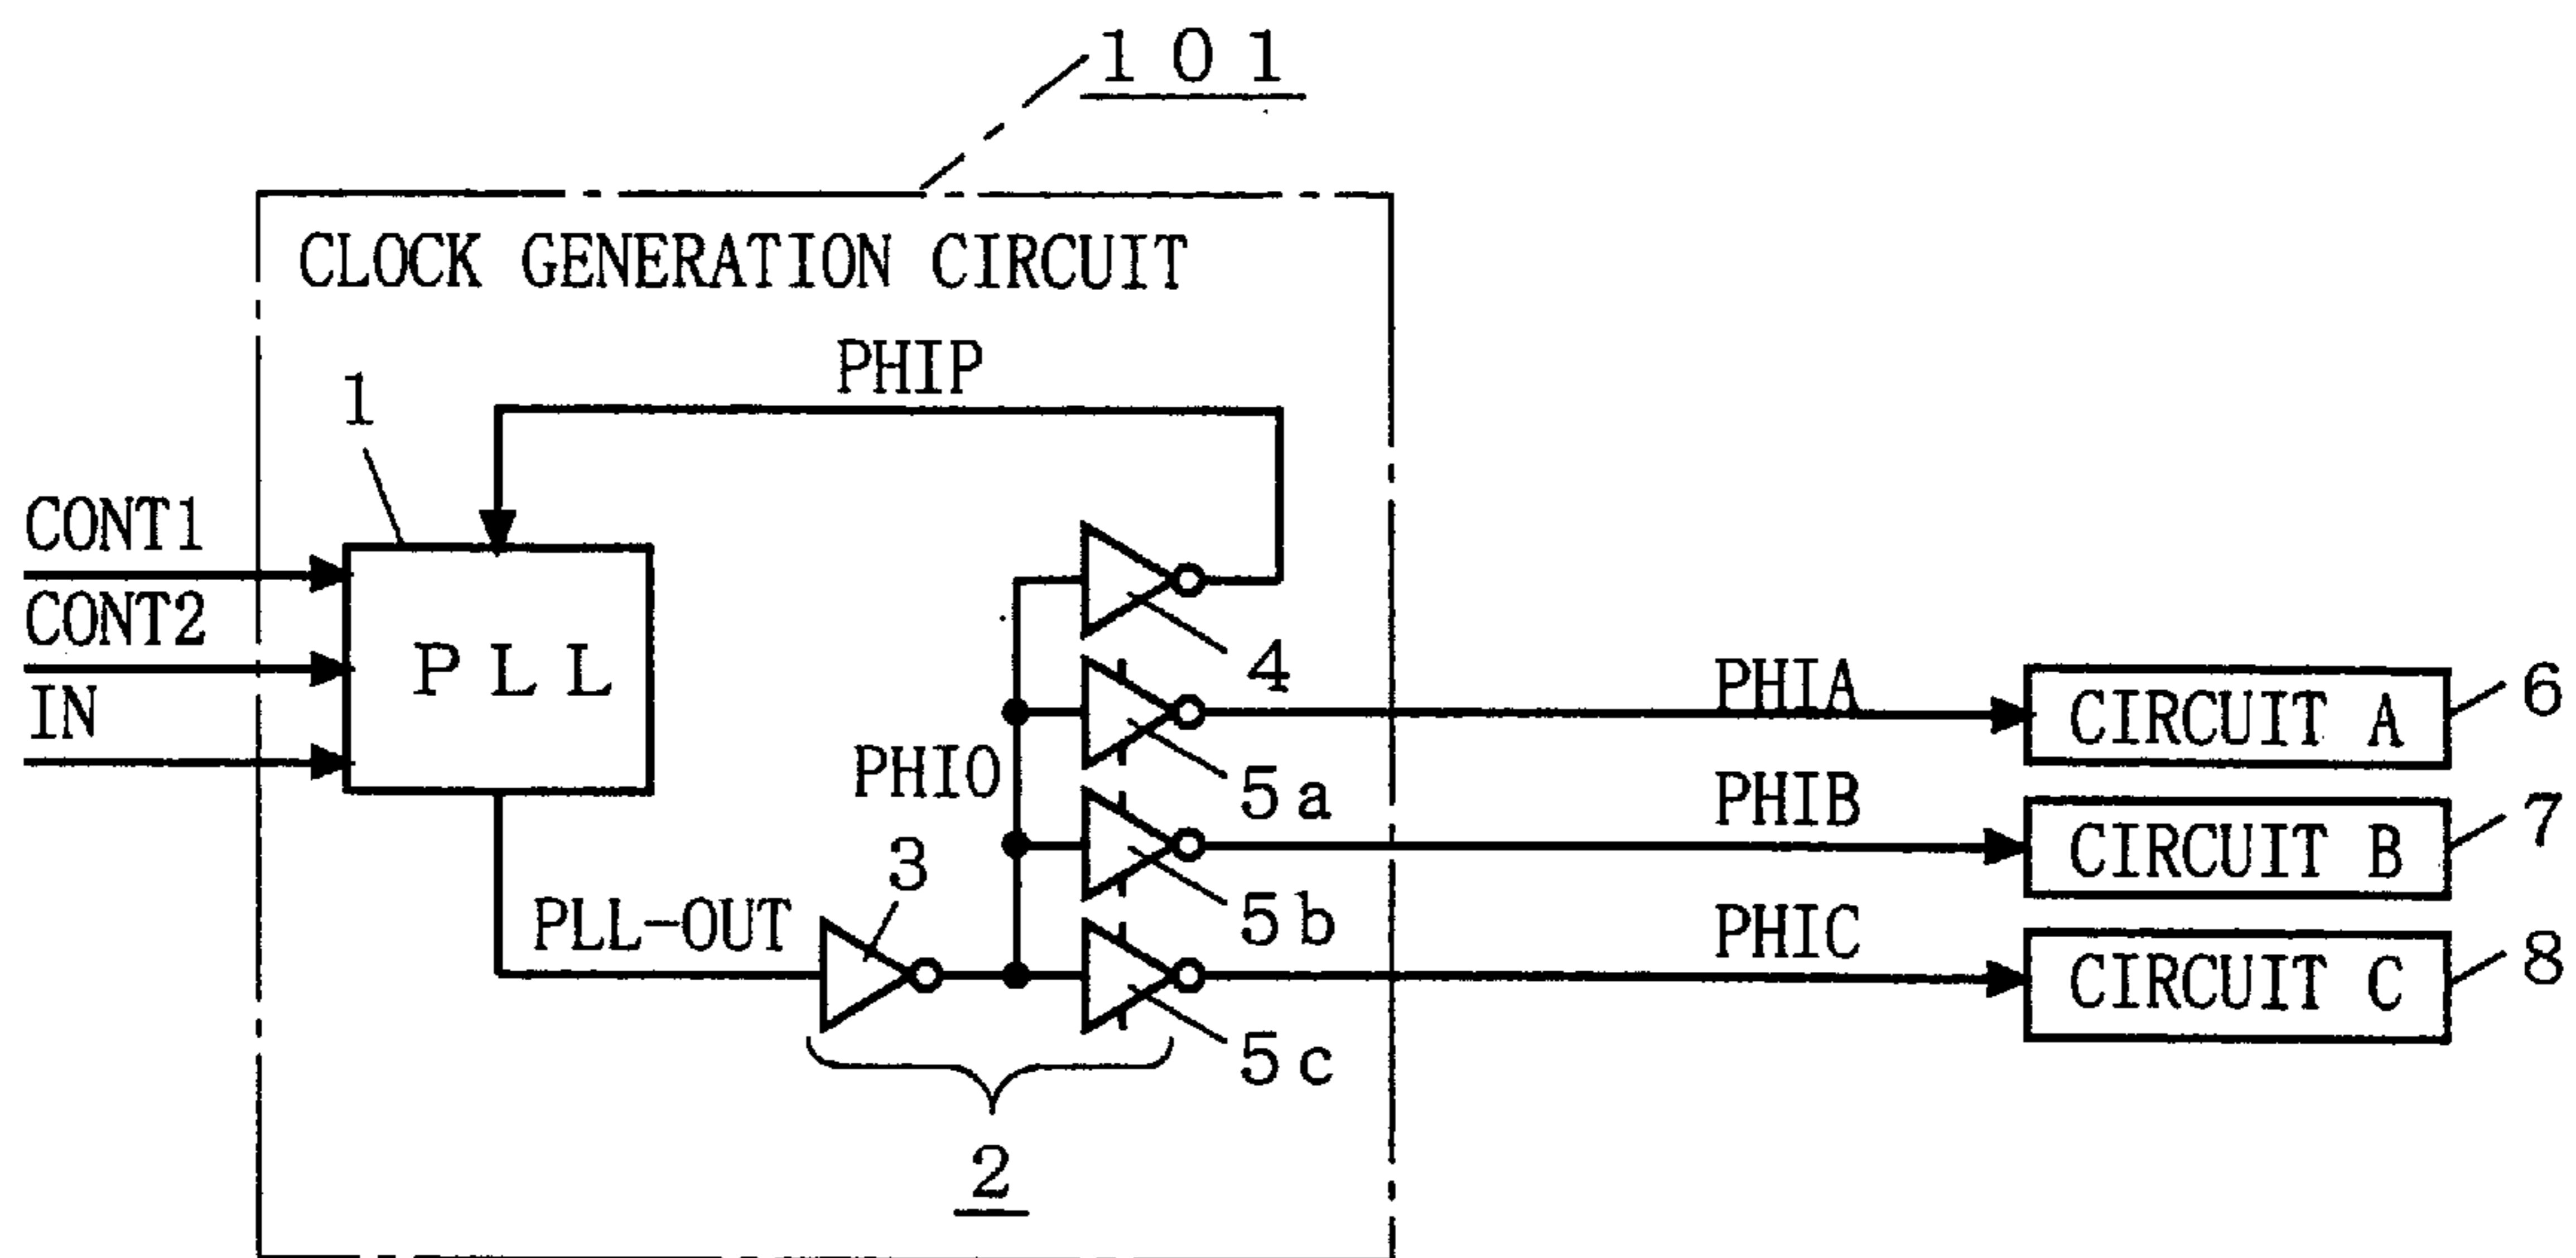 101
CLOCK GENERATION CIRCUIT
PHIP
1
CONT1
CONT2
IN
PLL
4
PHIA
CIRCUIT A
6
PHIO
5a
PHIB
CIRCUIT B
7
3
5b
PLL-OUT
PHIC
CIRCUIT C
8
5c
2